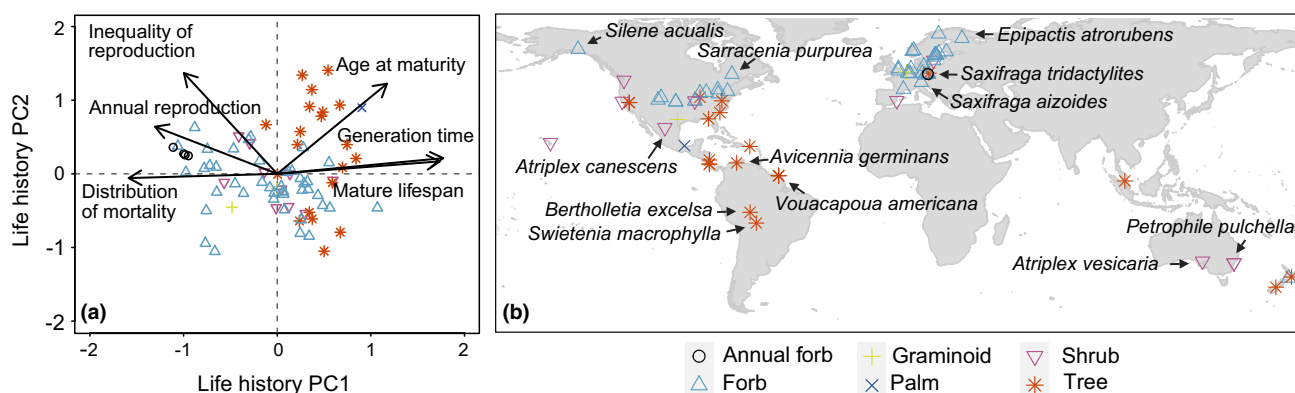 2
1
0
-1
-2
Life history PC2
Inequality of
reproduction
Age at maturity
Annual reproduction
Generation time
Distribution
of mortality
Mature lifespan
(a)
-2
-1
0
1
2
Life history PC1
Silene acualis
Sarracenia purpurea
Epipactis atrorubens
Saxifraga tridactylites
Saxifraga aizoides
Atriplex canescens
Avicennia germinans
Vouacapoua americana
Bertholletia excelsa
Swietenia macrophylla
Petrophile pulchella
Atriplex vesicaria
(b)
Annual forb
Graminoid
Shrub
Forb
Palm
Tree